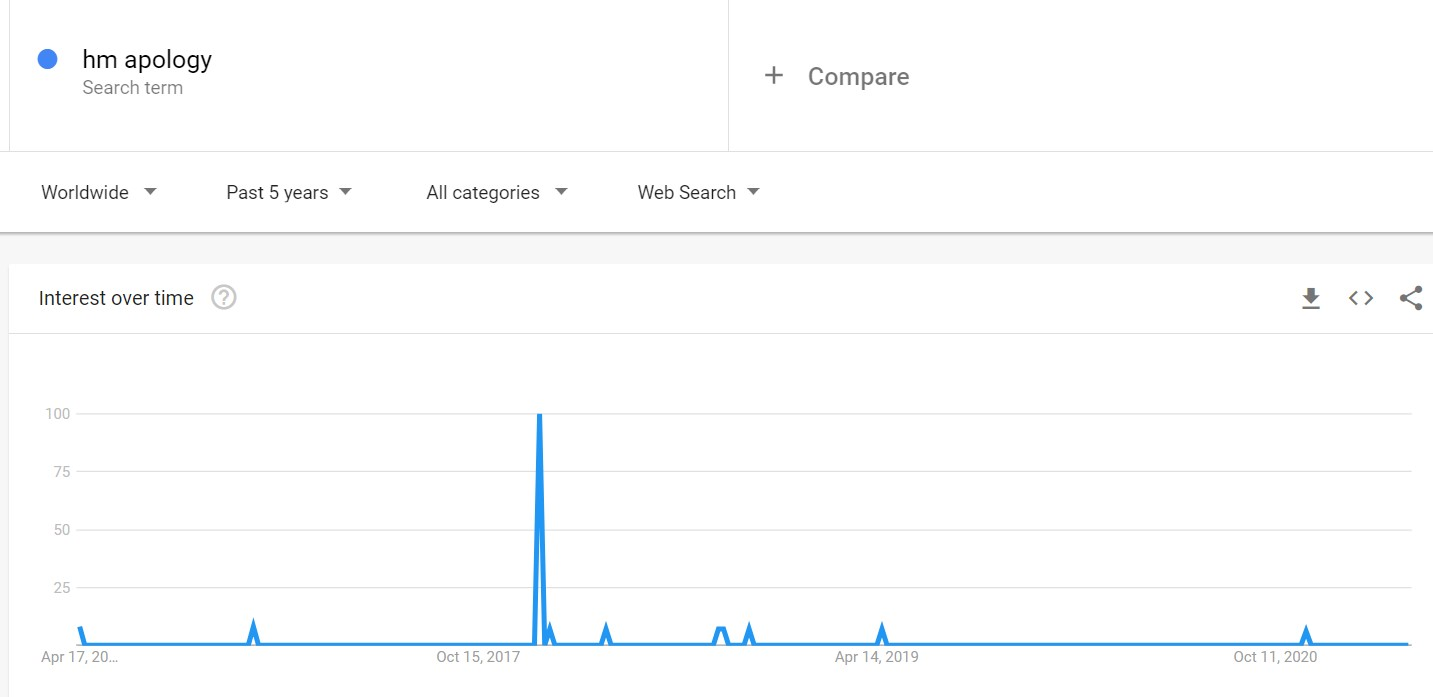 hm apology
Search term
+ Compare
Worldwide
Past 5 years
All categories
Web Search
Interest over time ?
100
75
50
25
Apr 17, 20...
Oct 15, 2017
Apr 14, 2019
Oct 11, 2020